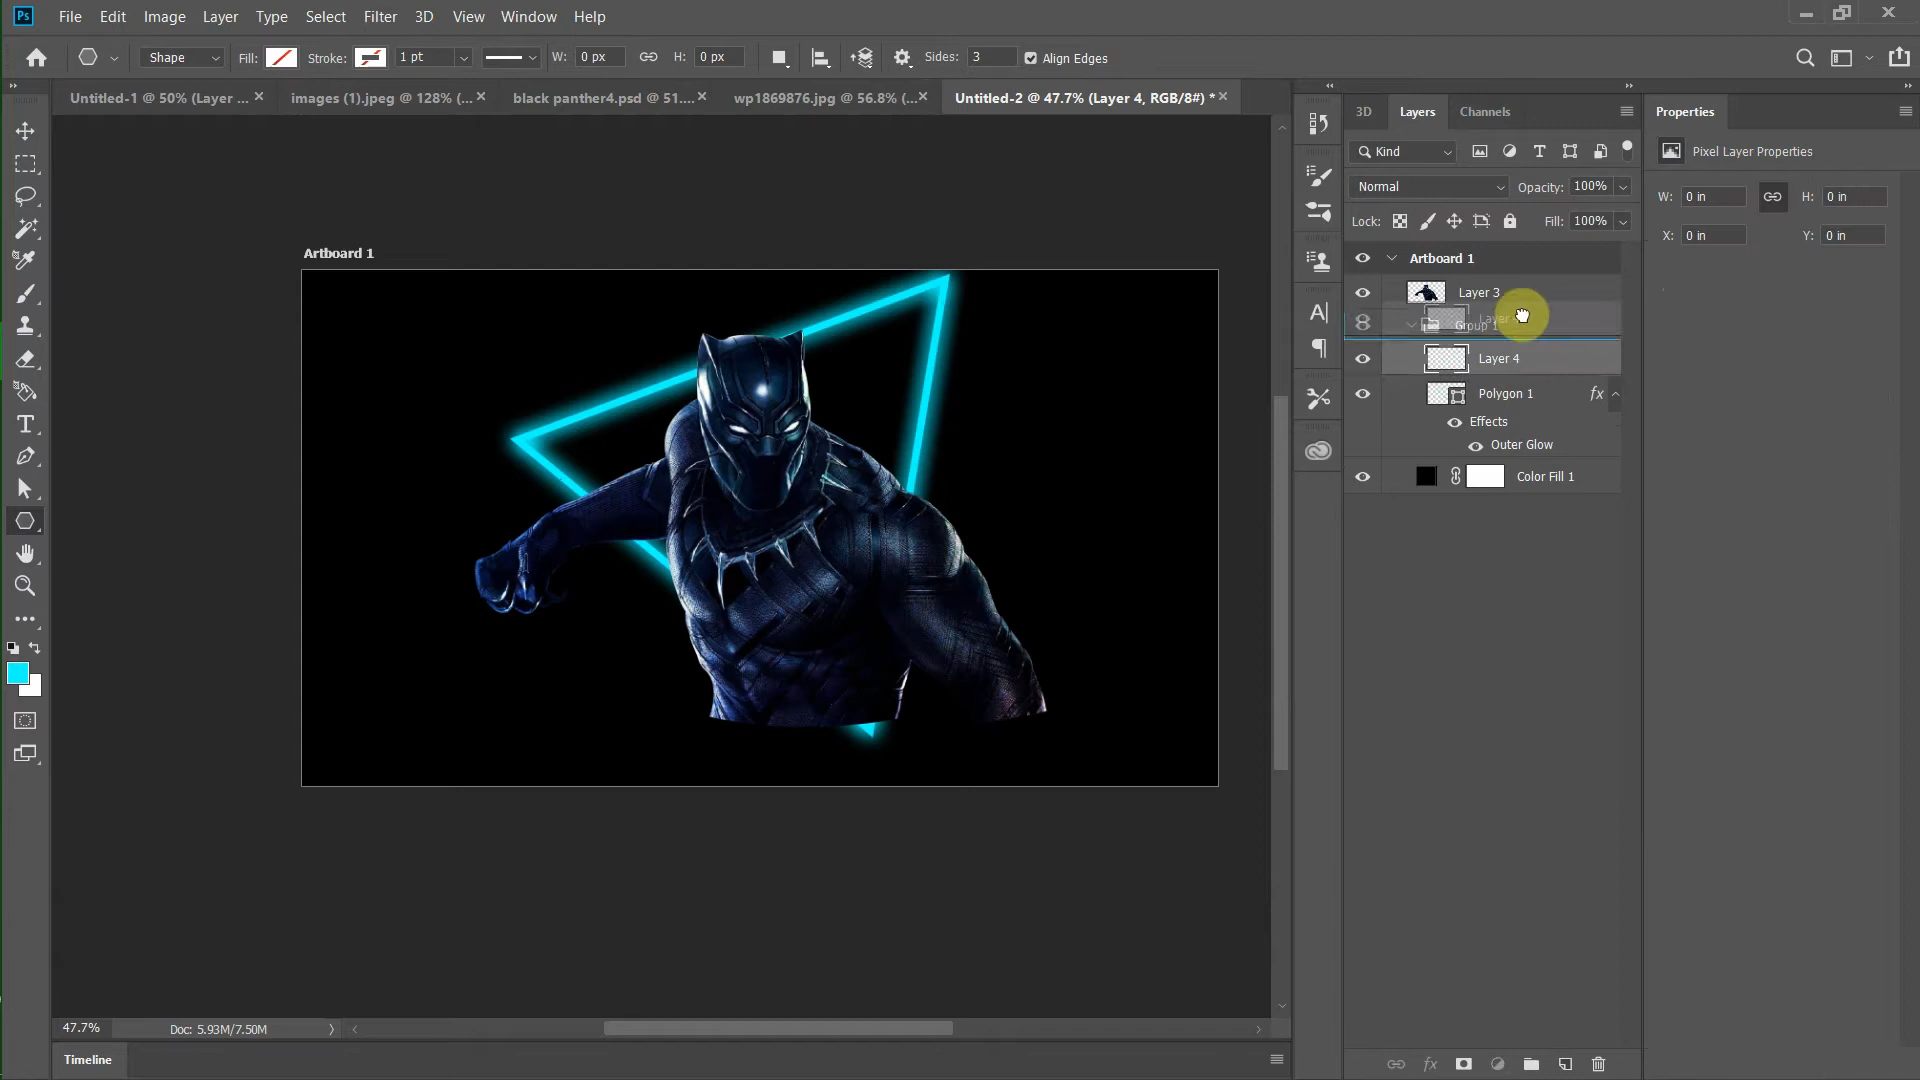 Ps File Edit Image Layer Type Select Filter 3D View Window Help
Shape Fill: Stroke: 1 pt W: 0 px H: 0 px Sides: 3 Align Edges
Untitled-1 @ 50% (Layer ... × images (1).jpeg @ 128% (... × black panther4.psd @ 51.... × wp1869876.jpg @ 56.8% (... × Untitled-2 @ 47.7% (Layer 4, RGB/8#) * ×
3D Layers Channels Properties
Kind Pixel Layer Properties
Normal Opacity: 100% W: 0 in H: 0 in
Lock: Fill: 100% X: 0 in Y: 0 in
Artboard 1 Artboard 1
Layer 3
Group 1
Layer 4
Polygon 1 fx
Effects
Outer Glow
Color Fill 1
47.7% Doc: 5.93M/7.50M
Timeline